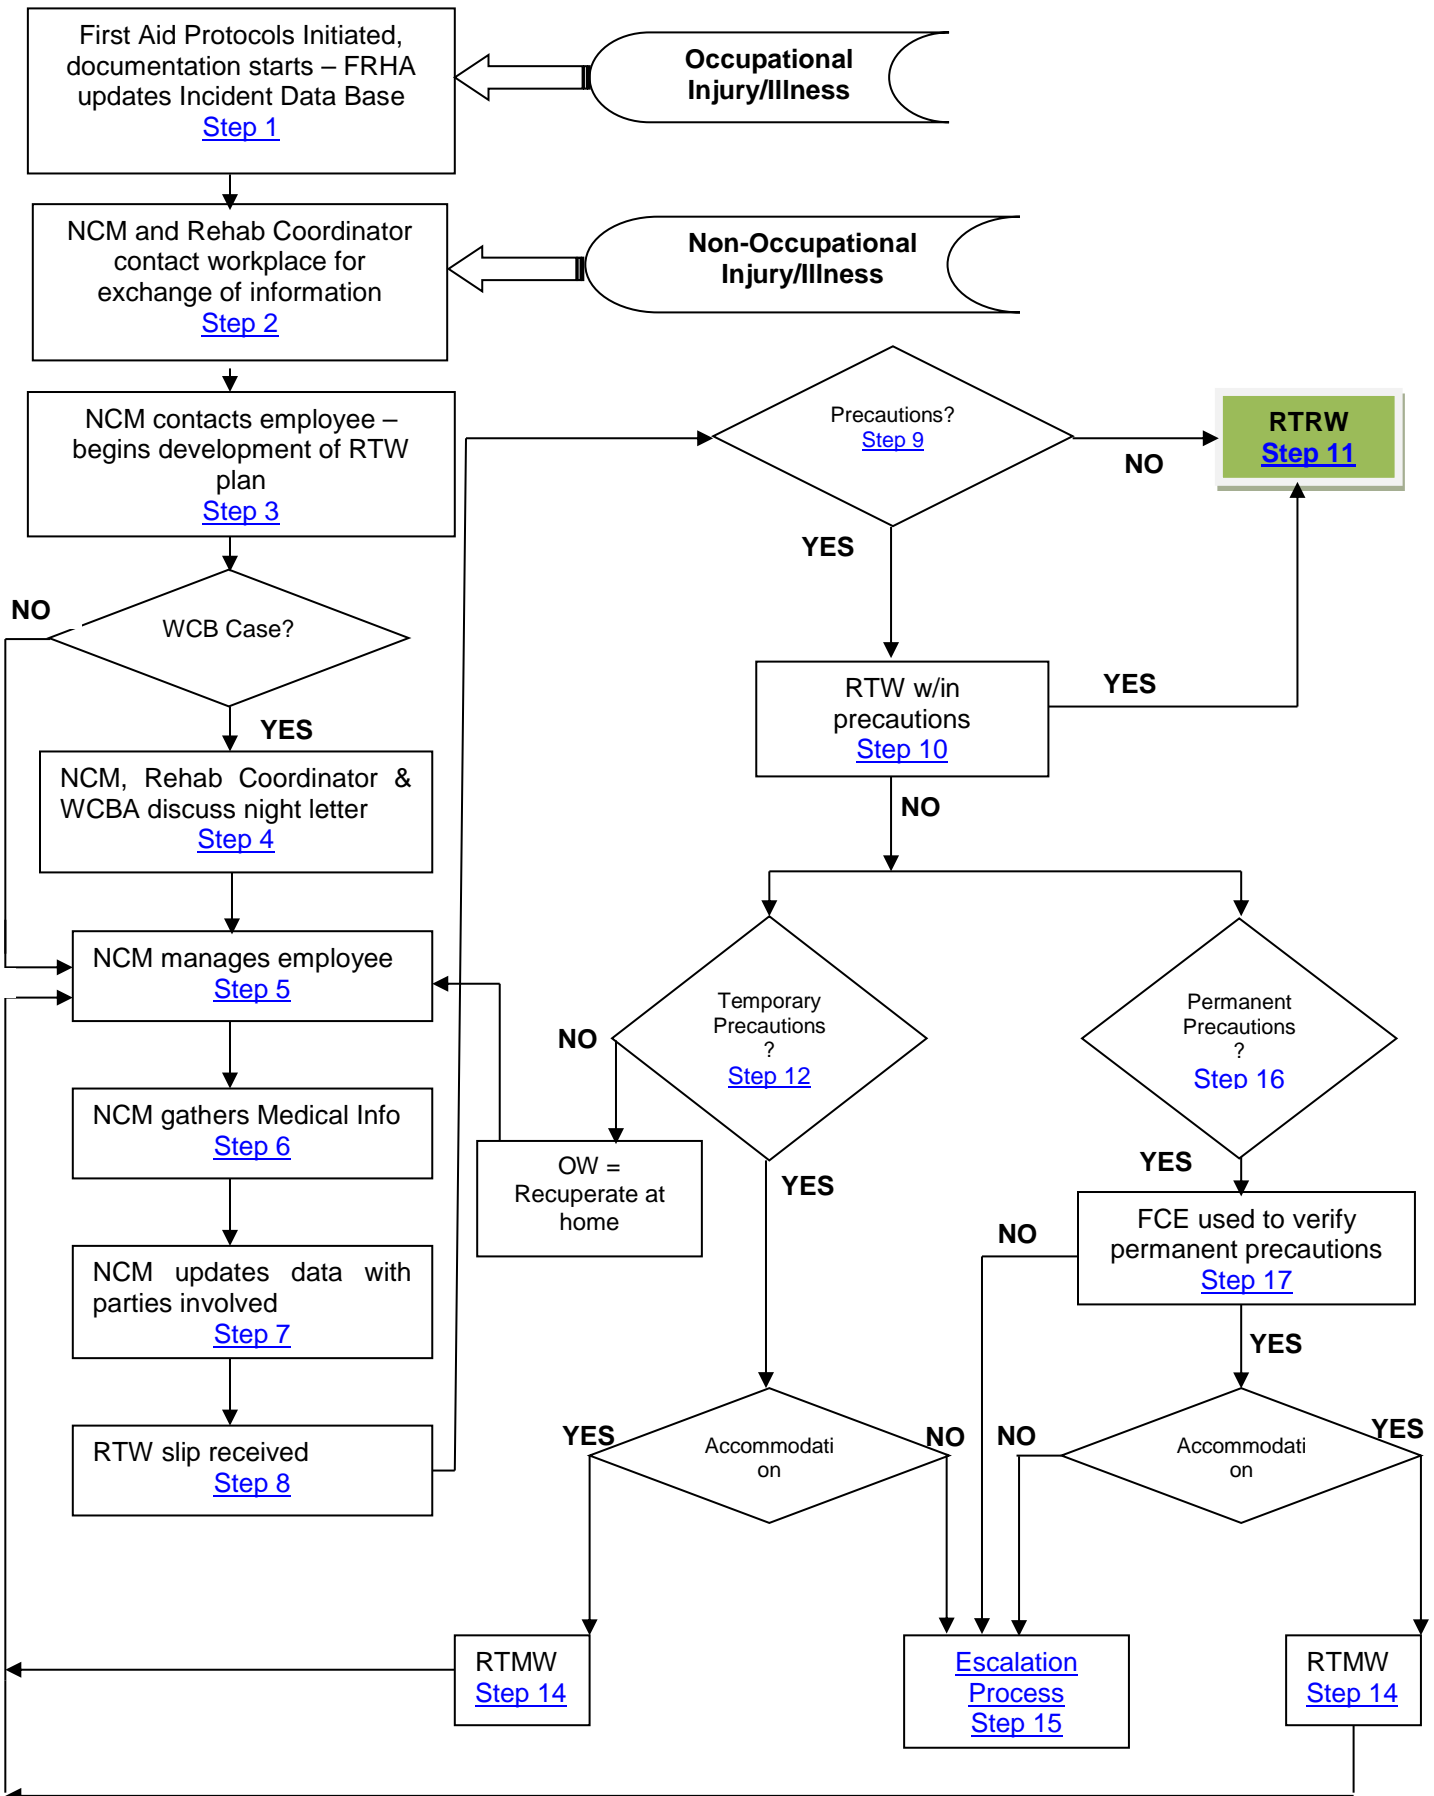 First Aid Protocols Initiated,
documentation starts – FRHA
updates Incident Data Base
Step 1
Occupational
Injury/Illness
NCM and Rehab Coordinator
contact workplace for
exchange of information
Step 2
Non-Occupational
Injury/Illness
NCM contacts employee –
begins development of RTW
plan
Step 3
Precautions?
Step 9
NO
RTRW
Step 11
YES
NO
WCB Case?
YES
RTW w/in
precautions
Step 10
YES
NO
NCM, Rehab Coordinator &
WCBA discuss night letter
Step 4
NCM manages employee
Step 5
NCM gathers Medical Info
Step 6
NCM updates data with
parties involved
Step 7
RTW slip received
Step 8
Temporary
Precautions
?
Step 12
NO
YES
OW =
Recuperate at
home
Permanent
Precautions
?
Step 16
YES
FCE used to verify
permanent precautions
Step 17
NO
YES
YES
Accommodati
on
NO
NO
Accommodati
on
YES
RTMW
Step 14
Escalation
Process
Step 15
RTMW
Step 14